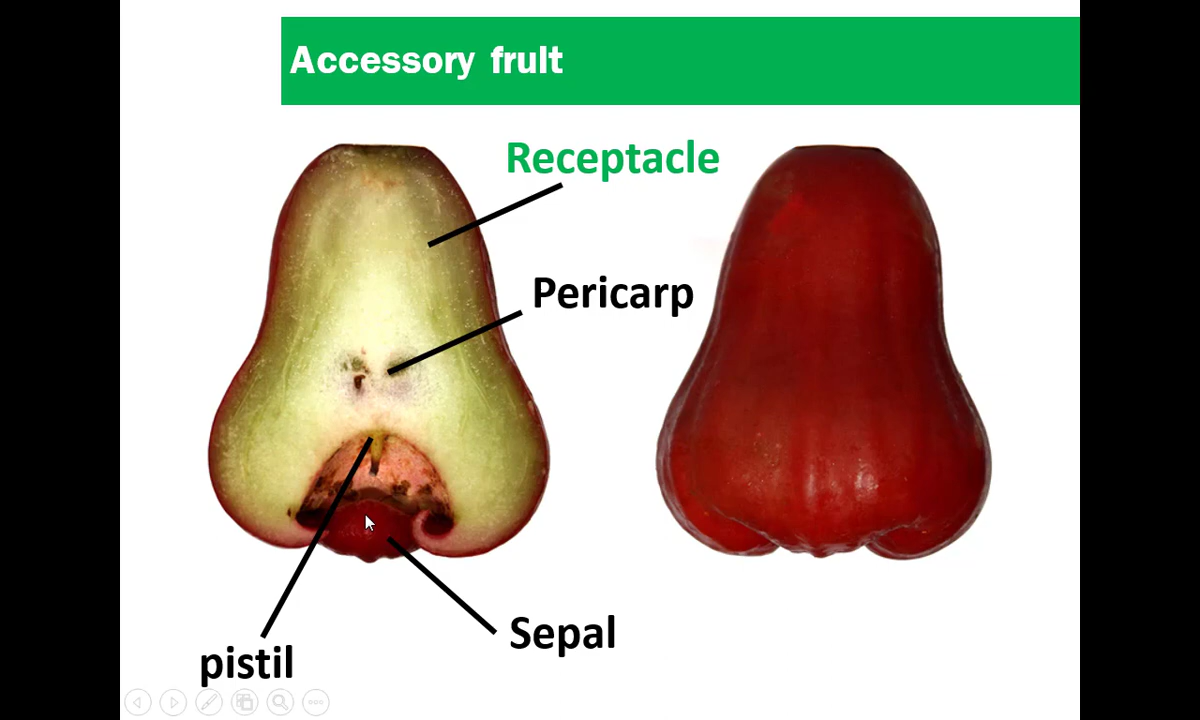 Accessory fruit
Receptacle
Pericarp
Sepal
pistil